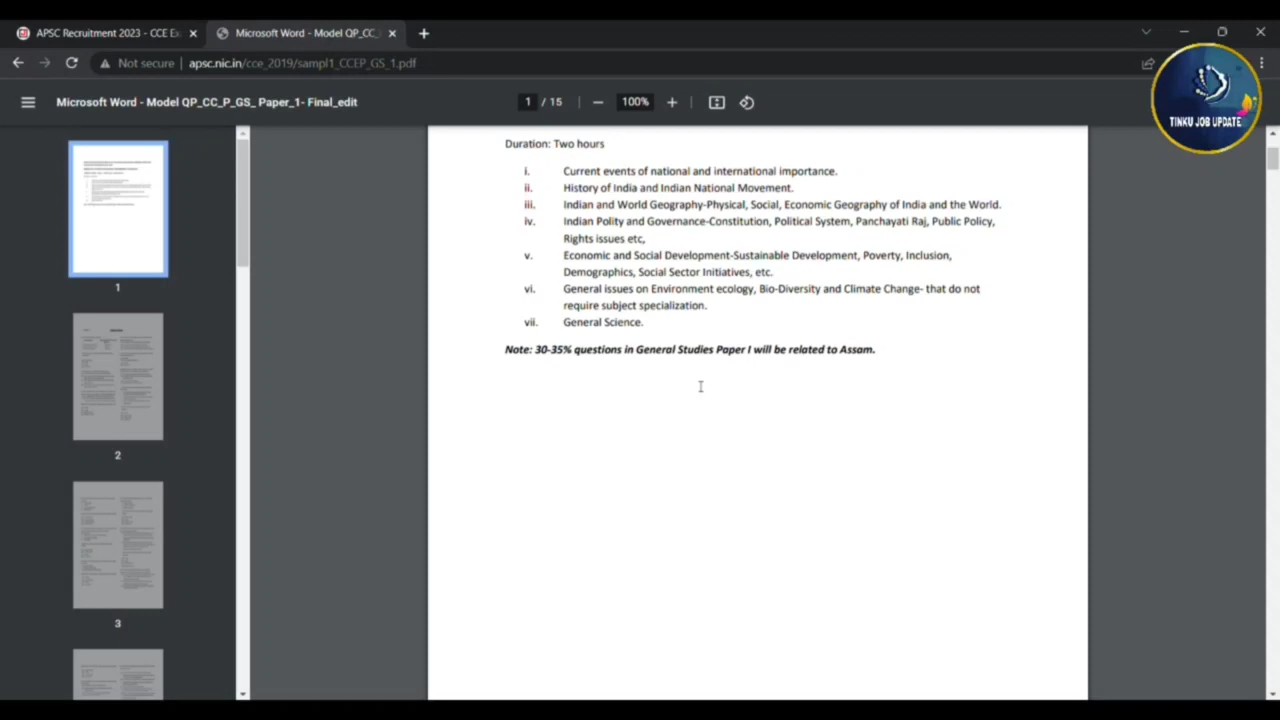 APSC Recruitment 2023 - CCE E
Microsoft Word - Model QP_CC_
Not secure | apsc.nic.in/cce_2019/sampl1_CCEP_GS_1.pdf
Microsoft Word - Model QP_CC_P_GS_ Paper_1- Final_edit
1 / 15
100%
TINKU JOB UPDATE
Duration: Two hours
i. Current events of national and international importance.
ii. History of India and Indian National Movement.
iii. Indian and World Geography-Physical, Social, Economic Geography of India and the World.
iv. Indian Polity and Governance-Constitution, Political System, Panchayati Raj, Public Policy,
Rights issues etc,
v. Economic and Social Development-Sustainable Development, Poverty, Inclusion,
Demographics, Social Sector Initiatives, etc.
vi. General issues on Environment ecology, Bio-Diversity and Climate Change- that do not
require subject specialization.
vii. General Science.
Note: 30-35% questions in General Studies Paper I will be related to Assam.
1
2
3